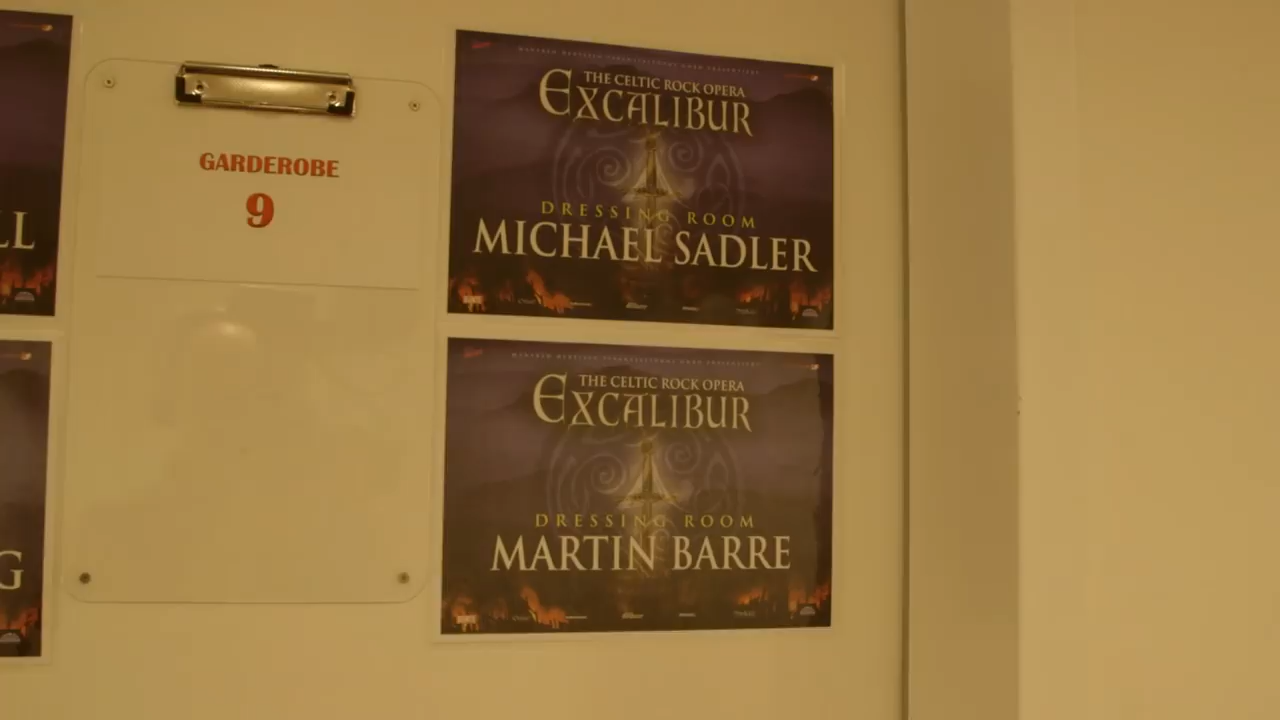 LL
G
GARDEROBE
9
THE CELTIC ROCK OPERA
EXCALIBUR
DRESSING ROOM
MICHAEL SADLER
THE CELTIC ROCK OPERA
EXCALIBUR
DRESSING ROOM
MARTIN BARRE